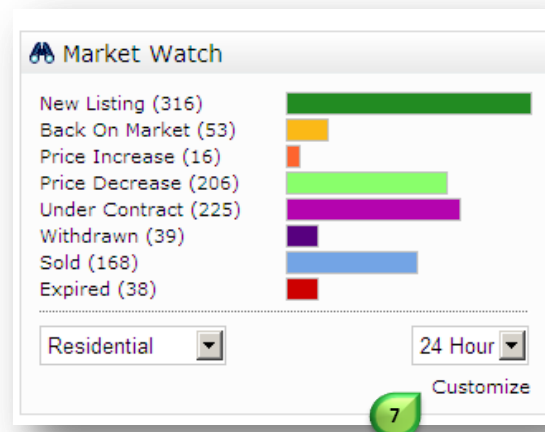 Market Watch
New Listing (316)
Back On Market (53)
Price Increase (16)
Price Decrease (206)
Under Contract (225)
Withdrawn (39)
Sold (168)
Expired (38)
Residential 24 Hour
Customize
7